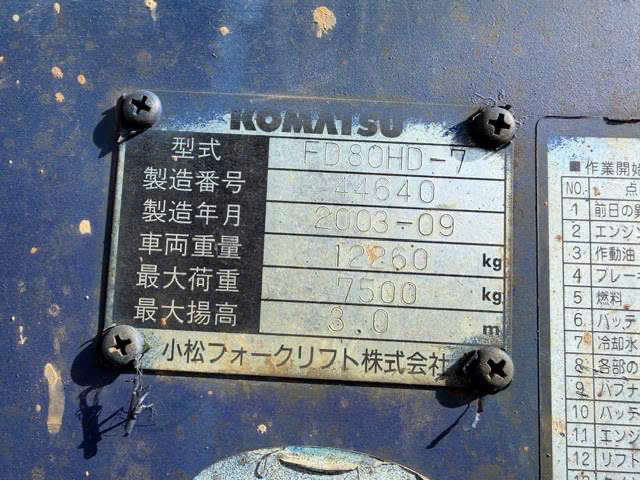 KOMATSU
型式 FD80HD-7
製造番号 44640
製造年月 2003-09
車両重量 12260 kg
最大荷重 7500 kg
最大揚高 3.0 m
小松フォークリフト株式会社
■作業開始
NO. 点
1 前日の
2 エンジン
3 作動油
4 ブレー
5 燃料
6 バッテ
7 冷却水
8 各部の
9
10 バッテ
11 エンジ
12 リフト